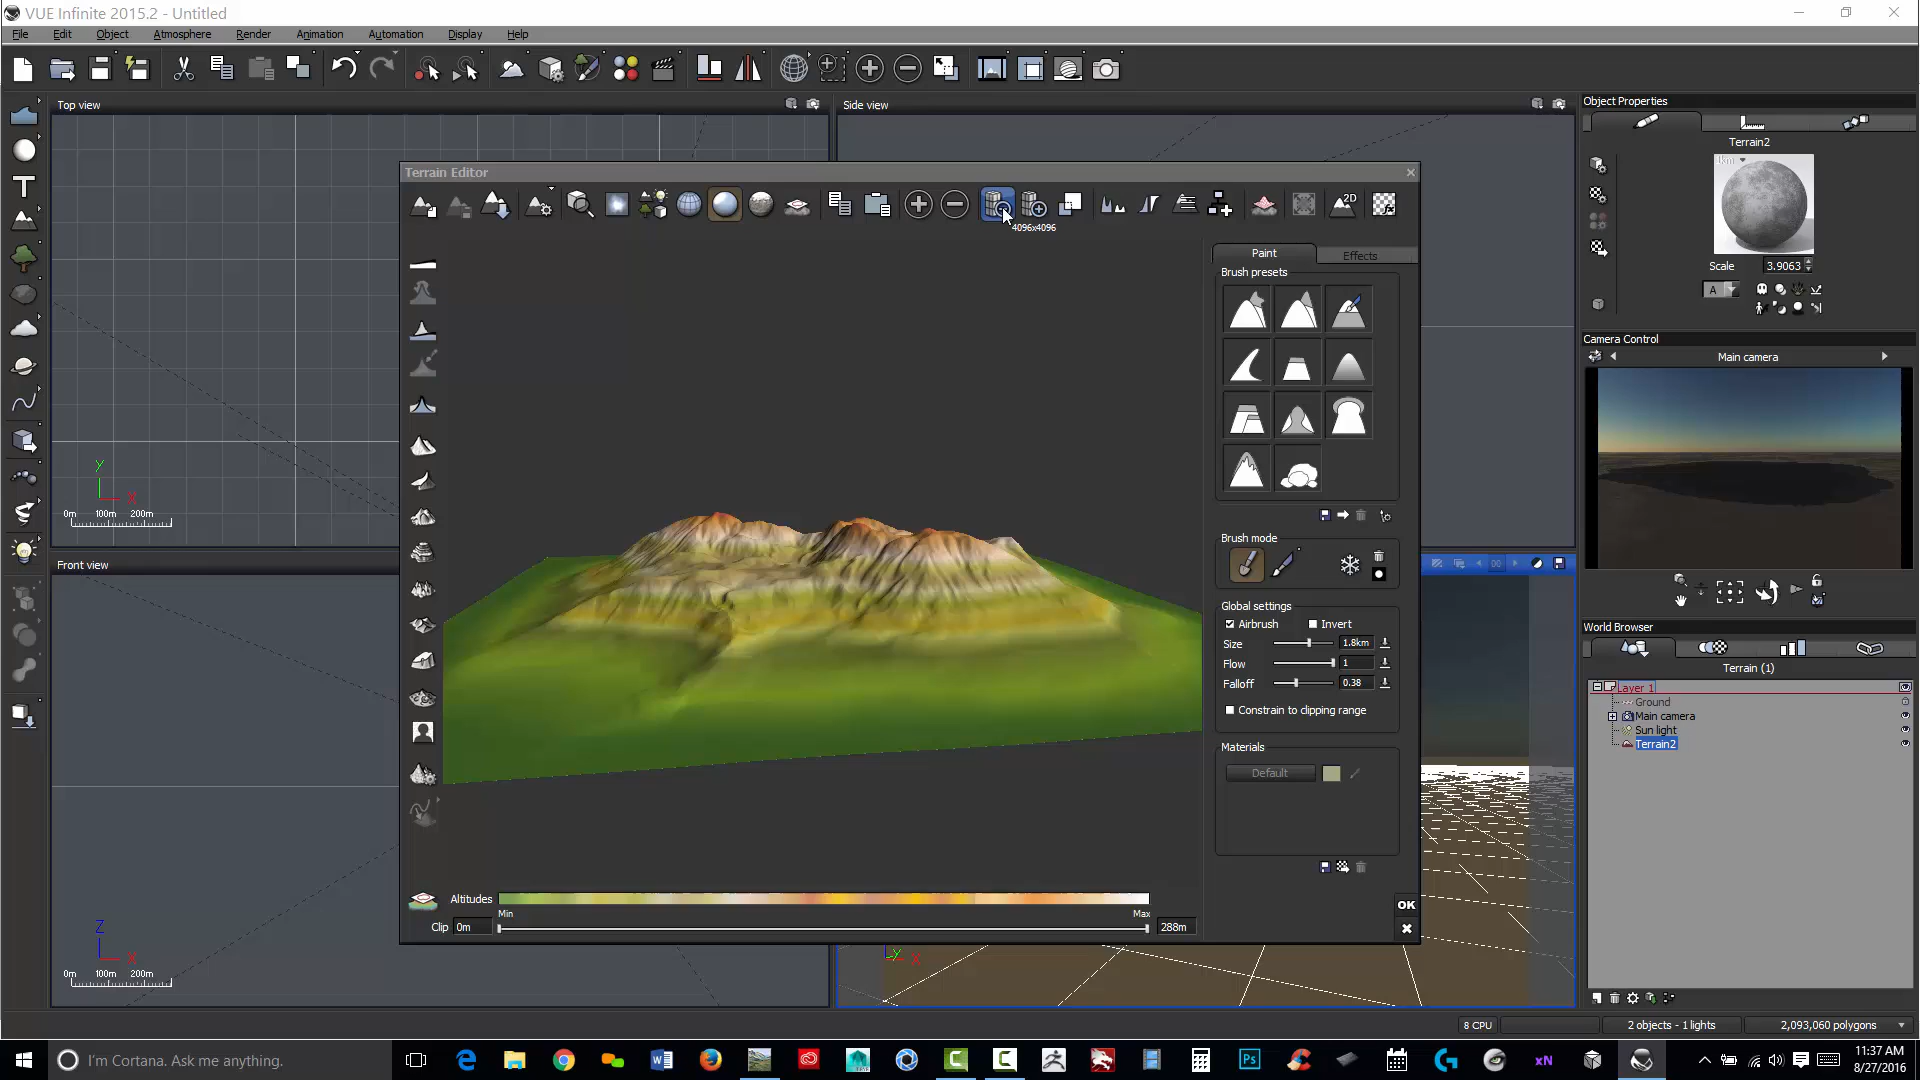 VUE Infinite 2015.2 - Untitled
File Edit Object Atmosphere Render Animation Automation Display Help
Top view
Side view
Object Properties
Terrain Editor
Terrain2
2D
4096x4096
Paint Effects
Brush presets
Scale 3.9063
A
Camera Control
Main camera
Y
X
0m 100m 200m
Brush mode
Front view
Global settings
Airbrush Invert
Size 1.8km
Flow 1
Falloff 0.38
Constrain to clipping range
World Browser
Terrain (1)
Layer 1
Ground
Main camera
Sun light
Terrain2
Materials
Default
Altitudes
Min Max
Clip 0m 288m
OK
Z
X
0m 100m 200m
Y X
8 CPU 2 objects - 1 lights 2,093,060 polygons
I'm Cortana. Ask me anything.
Ps
xN
11:37 AM
8/27/2016